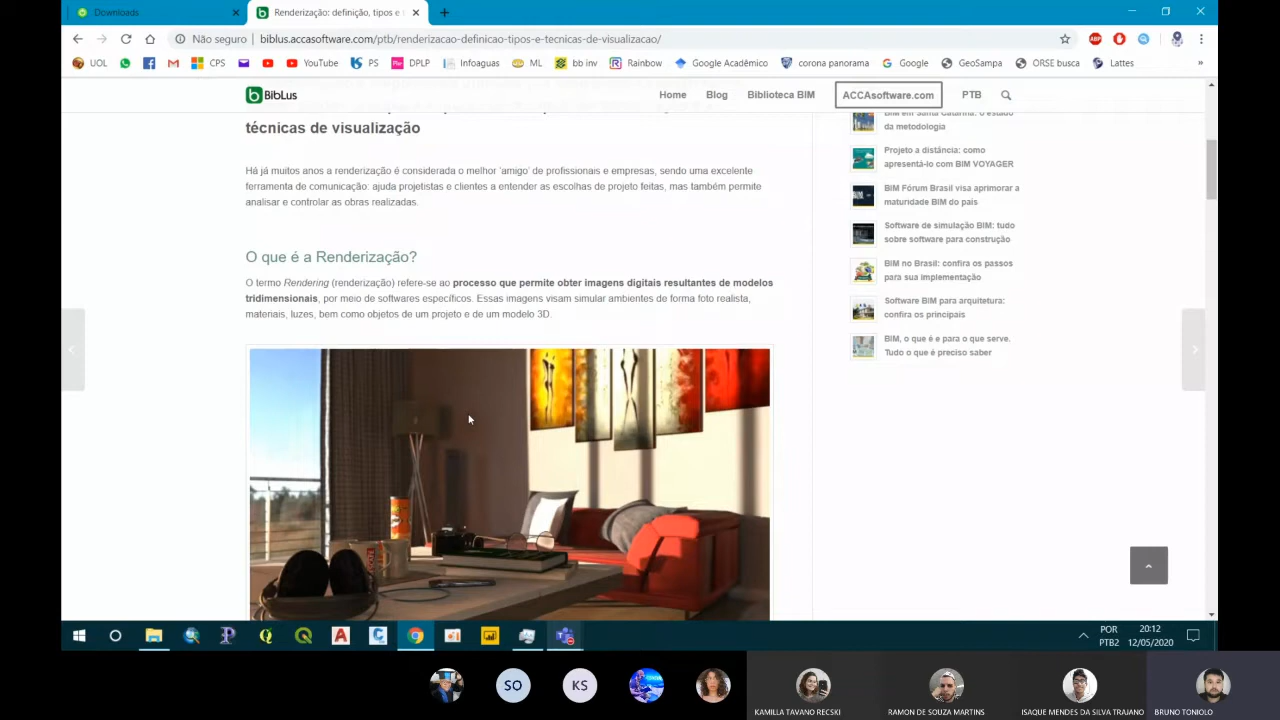 Downloads
Renderização: definição, tipos e t
Não seguro
biblus.accasoftware.com/ptb/renderizacao-definicao-tipos-e-tecnicas-de-visualizacao/
ABP
UOL
CPS
YouTube
PS
DPLP
Infoaguas
ML
bb inv
Rainbow
Google Acadêmico
corona panorama
Google
GeoSampa
ORSE busca
Lattes
»
BibLus
Home
Blog
Biblioteca BIM
ACCAsoftware.com
PTB
técnicas de visualização
Há já muitos anos a renderização é considerada o melhor 'amigo' de profissionais e empresas, sendo uma excelente
ferramenta de comunicação: ajuda projetistas e clientes a entender as escolhas de projeto feitas, mas também permite
analisar e controlar as obras realizadas.
O que é a Renderização?
O termo Rendering (renderização) refere-se ao processo que permite obter imagens digitais resultantes de modelos
tridimensionais, por meio de softwares específicos. Essas imagens visam simular ambientes de forma foto realista,
materiais, luzes, bem como objetos de um projeto e de um modelo 3D.
BIM em Santa Catarina: o estado
da metodologia
Projeto a distância: como
apresentá-lo com BIM VOYAGER
BIM Fórum Brasil visa aprimorar a
maturidade BIM do país
Software de simulação BIM: tudo
sobre software para construção
BIM no Brasil: confira os passos
para sua implementação
Software BIM para arquitetura:
confira os principais
BIM, o que é e para o que serve.
Tudo o que é preciso saber
POR
PTB2
20:12
12/05/2020
SO
KS
KAMILLA TAVANO RECSKI
RAMON DE SOUZA MARTINS
ISAQUE MENDES DA SILVA TRAJANO
BRUNO TONIOLO